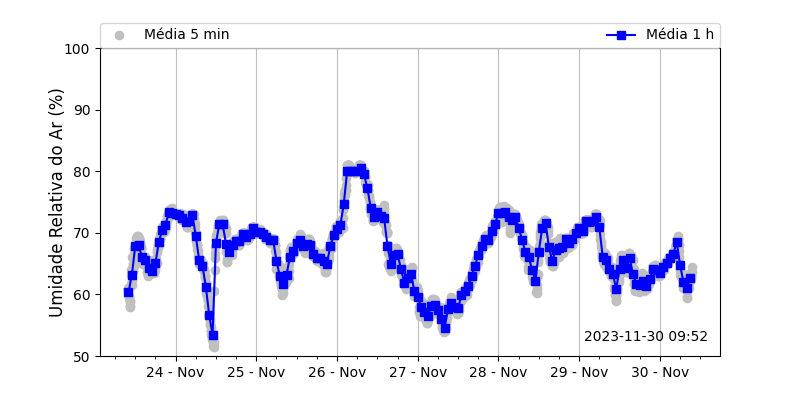 Média 5 min
Média 1 h
Umidade Relativa do Ar (%)
100
90
80
70
60
50
2023-11-30 09:52
24 - Nov
25 - Nov
26 - Nov
27 - Nov
28 - Nov
29 - Nov
30 - Nov